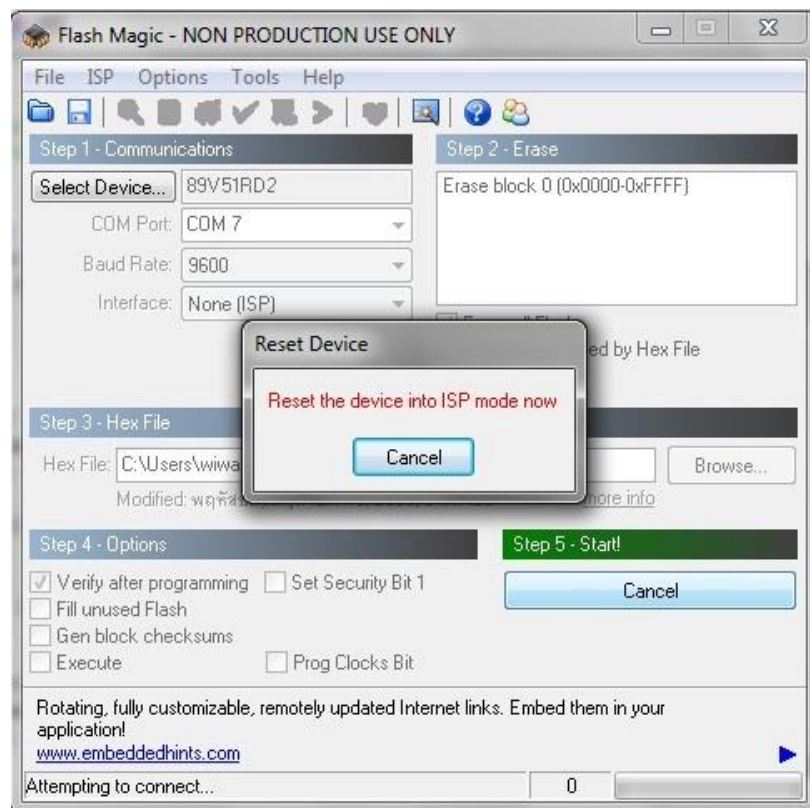 Flash Magic - NON PRODUCTION USE ONLY
File ISP Options Tools Help
Step 1 - Communications
Select Device... 89V51RD2
COM Port: COM 7
Baud Rate: 9600
Interface: None (ISP)
Step 2 - Erase
Erase block 0 (0x0000-0xFFFF)
ed by Hex File
Reset Device
Reset the device into ISP mode now
Cancel
Step 3 - Hex File
Hex File: C:\Users\wiwa
Browse...
Modified:
more info
Step 4 - Options
Verify after programming
Set Security Bit 1
Fill unused Flash
Gen block checksums
Execute
Prog Clocks Bit
Step 5 - Start!
Cancel
Rotating, fully customizable, remotely updated Internet links. Embed them in your
application!
www.embeddedhints.com
Attempting to connect... 0